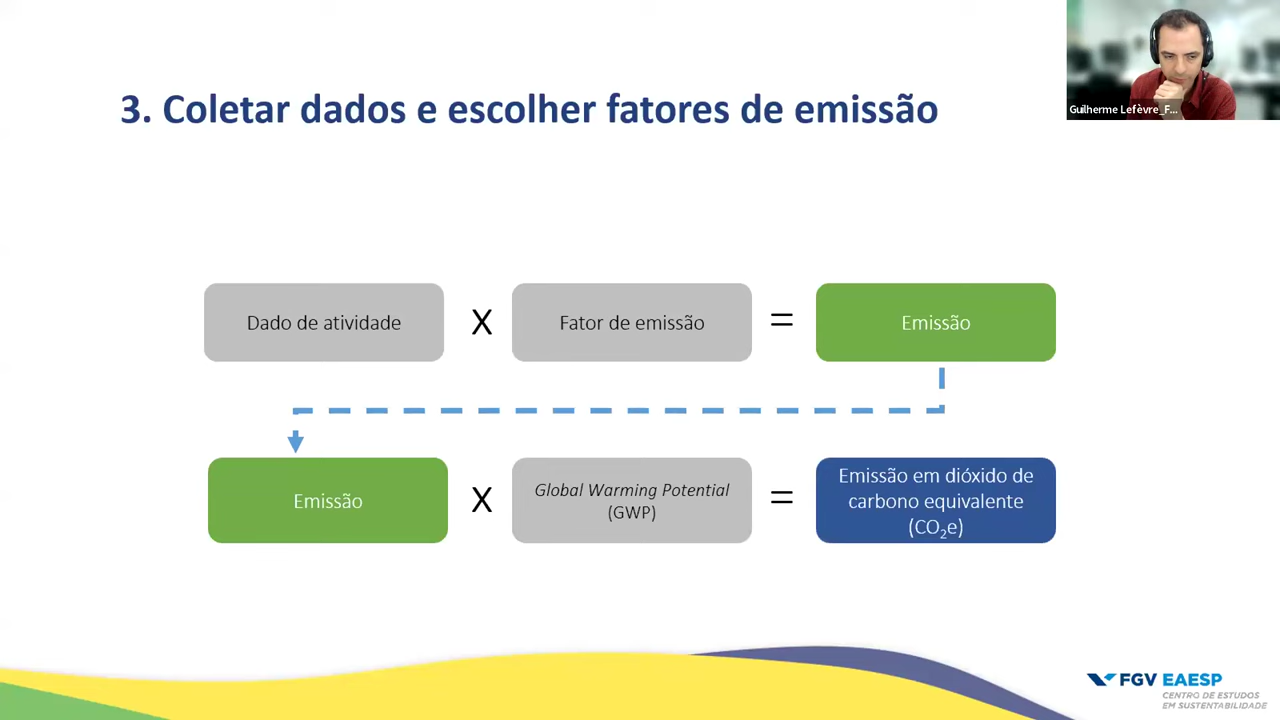 Guilherme Lefèvre_F...
3. Coletar dados e escolher fatores de emissão
Dado de atividade
X
Fator de emissão
=
Emissão
Emissão
X
Global Warming Potential
(GWP)
=
Emissão em dióxido de
carbono equivalente
(CO₂e)
FGV EAESP
CENTRO DE ESTUDOS
EM SUSTENTABILIDADE